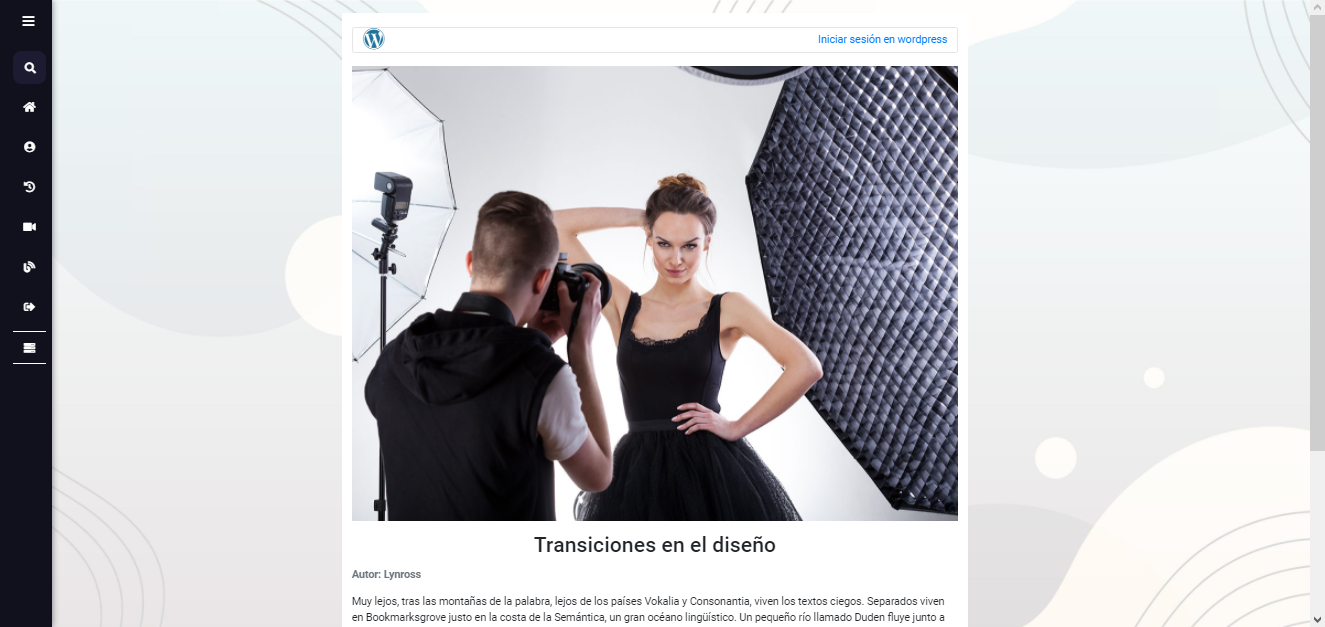 Iniciar sesión en wordpress
Transiciones en el diseño
Autor: Lynross
Muy lejos, tras las montañas de la palabra, lejos de los países Vokalia y Consonantia, viven los textos ciegos. Separados viven
en Bookmarksgrove justo en la costa de la Semántica, un gran océano lingüístico. Un pequeño río llamado Duden fluye junto a